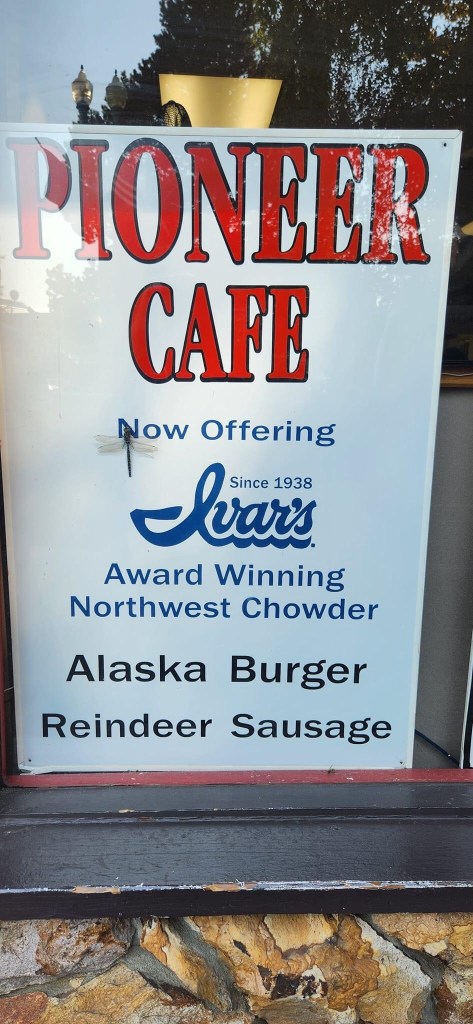 PIONEER
CAFE
Now Offering
Since 1938
Ivar's
Award Winning
Northwest Chowder
Alaska Burger
Reindeer Sausage